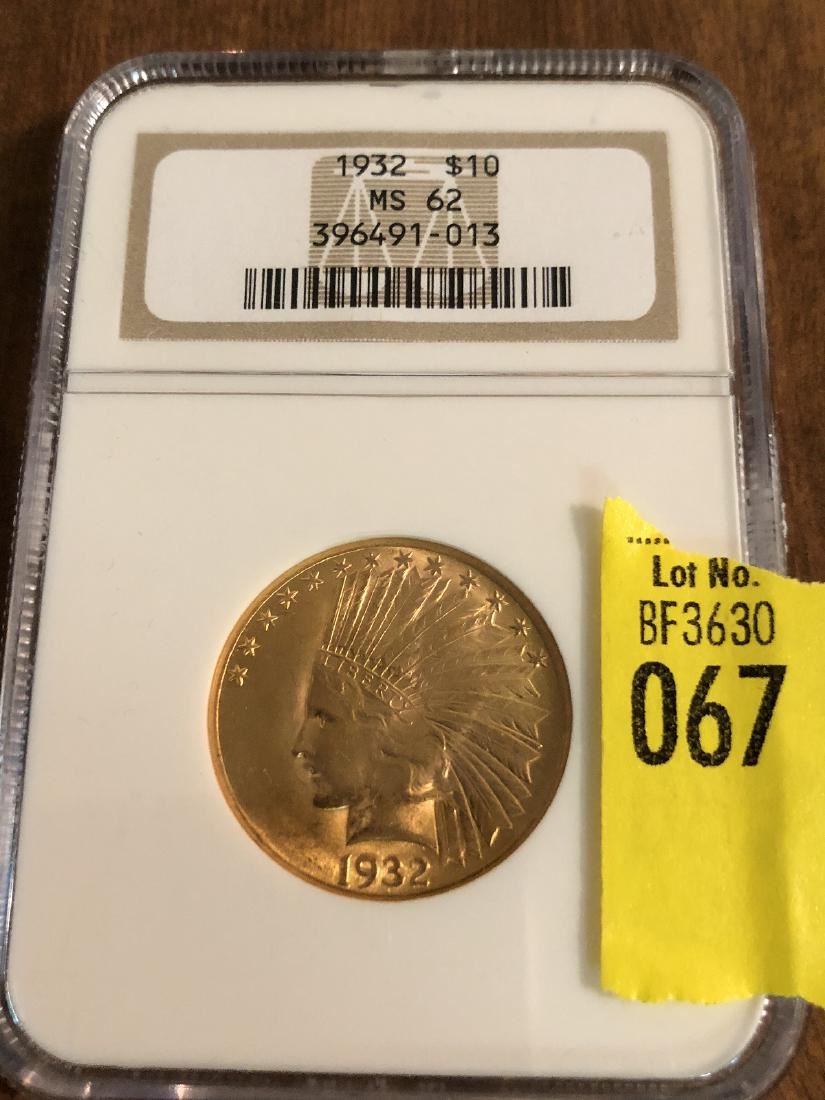 1932 $10
MS 62
396491-013
Lot No.
BF3630
067
LIBERTY
1932